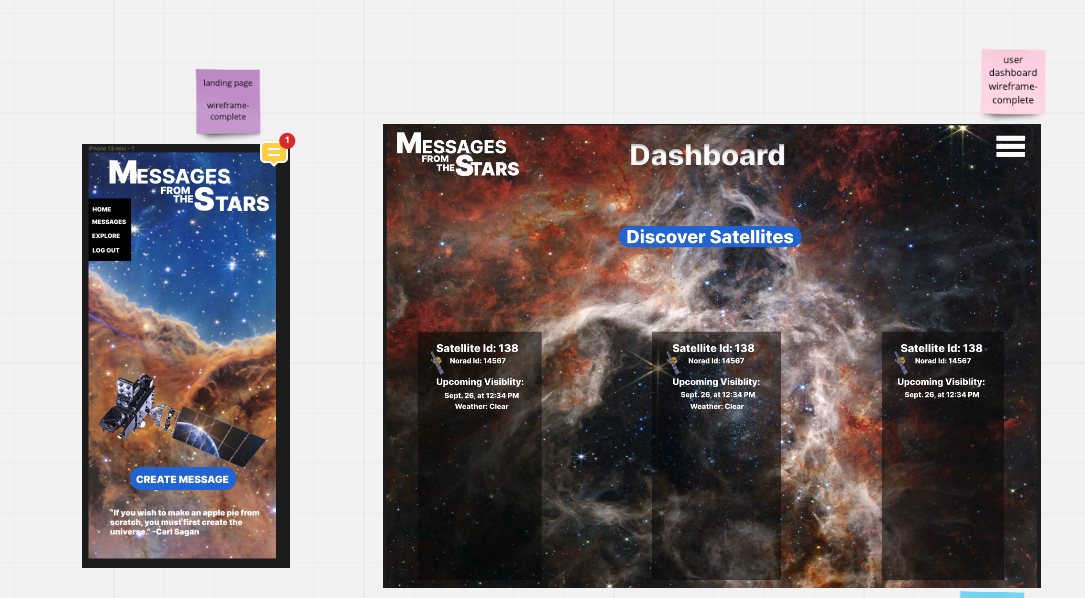 landing page
wireframe-
complete
user
dashboard
wireframe-
complete
iPhone 13 mini - 1
1
MESSAGES
FROM
THE STARS
HOME
MESSAGES
EXPLORE
LOG OUT
CREATE MESSAGE
"If you wish to make an apple pie from
scratch, you must first create the
universe." -Carl Sagan
MESSAGES
FROM
THE STARS
Dashboard
Discover Satellites
Satellite Id: 138
Norad Id: 14567
Upcoming Visiblity:
Sept. 26, at 12:34 PM
Weather: Clear
Satellite Id: 138
Norad Id: 14567
Upcoming Visiblity:
Sept. 26, at 12:34 PM
Weather: Clear
Satellite Id: 138
Norad Id: 14567
Upcoming Visiblity:
Sept. 26, at 12:34 PM